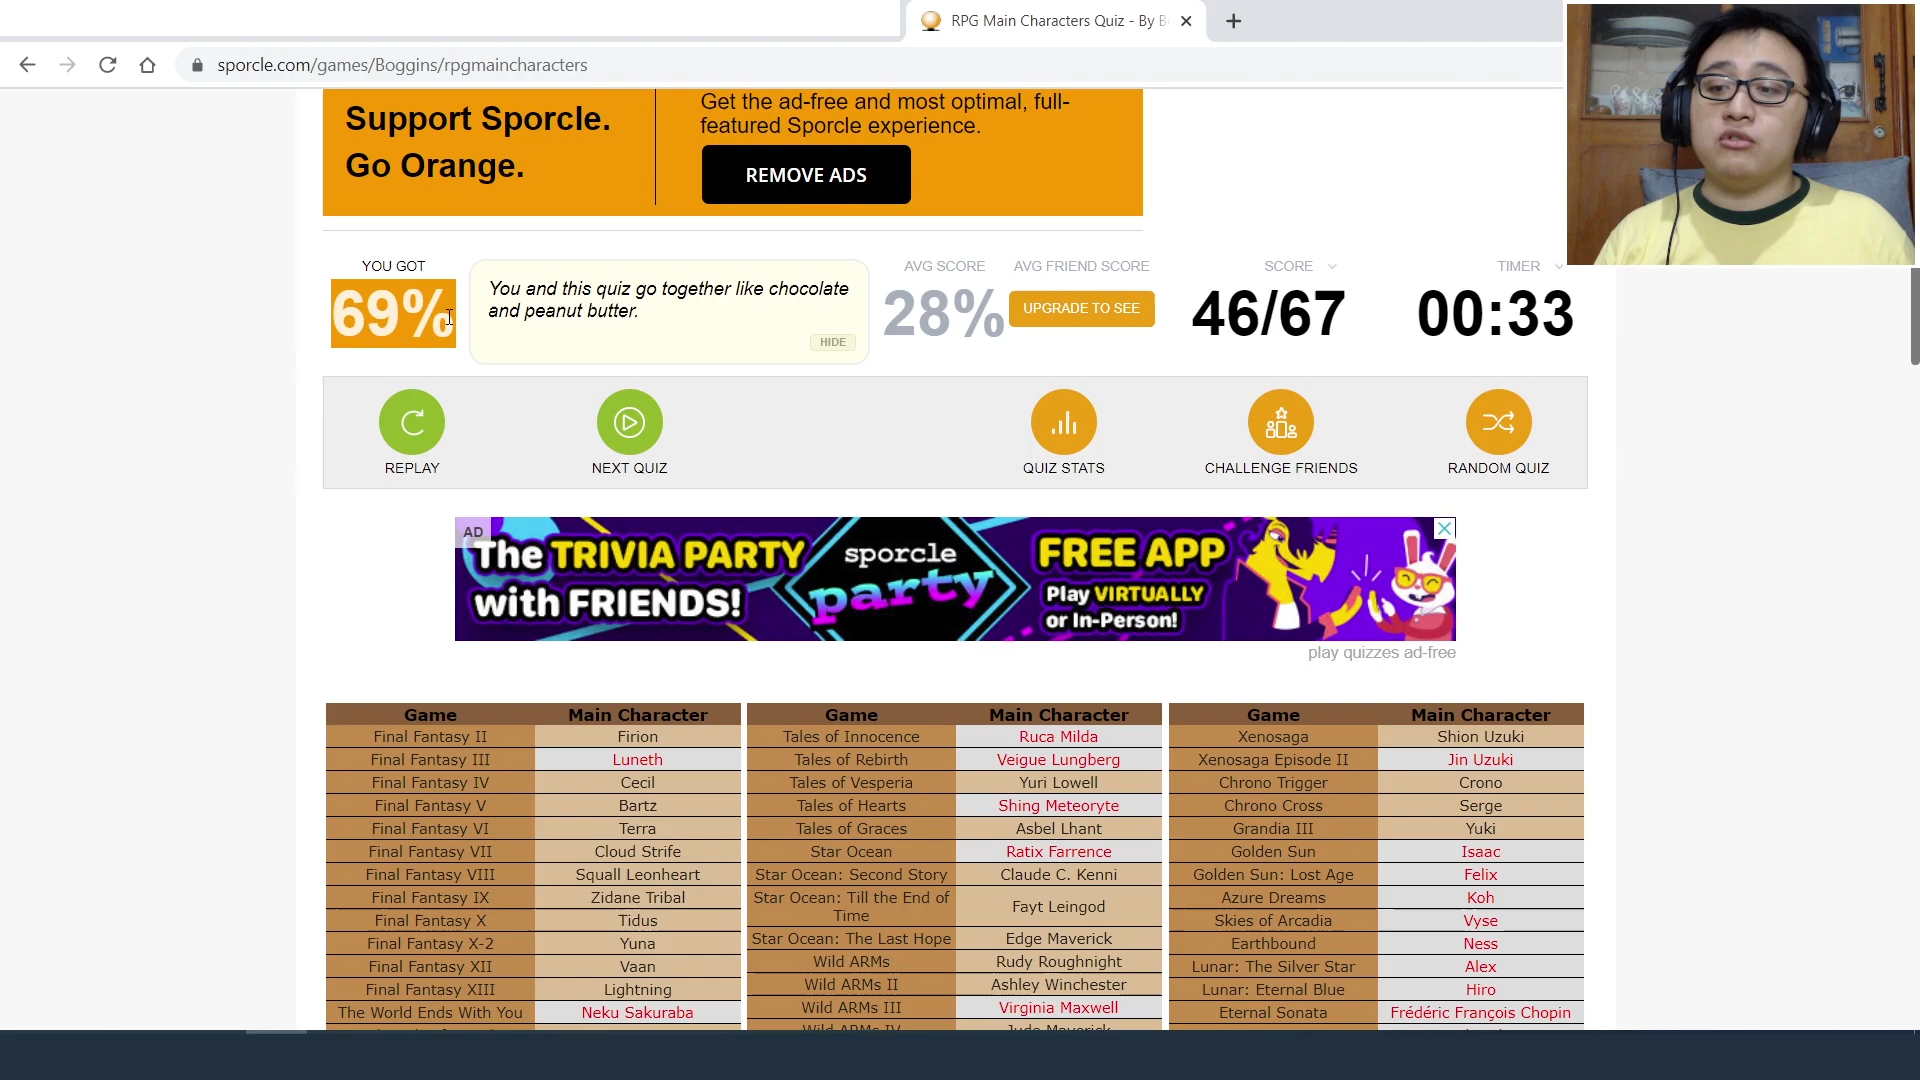 RPG Main Characters Quiz - By B
sporcle.com/games/Boggins/rpgmaincharacters
Support Sporcle.
Go Orange.
Get the ad-free and most optimal, full-
featured Sporcle experience.
REMOVE ADS
YOU GOT
69%
You and this quiz go together like chocolate
and peanut butter.
HIDE
AVG SCORE
28%
AVG FRIEND SCORE
UPGRADE TO SEE
SCORE
46/67
TIMER
00:33
REPLAY
NEXT QUIZ
QUIZ STATS
CHALLENGE FRIENDS
RANDOM QUIZ
AD
The TRIVIA PARTY
with FRIENDS!
sporcle
party
FREE APP
Play VIRTUALLY
or In-Person!
play quizzes ad-free
Game Main Character
Final Fantasy II Firion
Final Fantasy III Luneth
Final Fantasy IV Cecil
Final Fantasy V Bartz
Final Fantasy VI Terra
Final Fantasy VII Cloud Strife
Final Fantasy VIII Squall Leonheart
Final Fantasy IX Zidane Tribal
Final Fantasy X Tidus
Final Fantasy X-2 Yuna
Final Fantasy XII Vaan
Final Fantasy XIII Lightning
The World Ends With You Neku Sakuraba
Game Main Character
Tales of Innocence Ruca Milda
Tales of Rebirth Veigue Lungberg
Tales of Vesperia Yuri Lowell
Tales of Hearts Shing Meteoryte
Tales of Graces Asbel Lhant
Star Ocean Ratix Farrence
Star Ocean: Second Story Claude C. Kenni
Star Ocean: Till the End of
Time Fayt Leingod
Star Ocean: The Last Hope Edge Maverick
Wild ARMs Rudy Roughnight
Wild ARMs II Ashley Winchester
Wild ARMs III Virginia Maxwell
Wild ARMs IV Jude Maverick
Game Main Character
Xenosaga Shion Uzuki
Xenosaga Episode II Jin Uzuki
Chrono Trigger Crono
Chrono Cross Serge
Grandia III Yuki
Golden Sun Isaac
Golden Sun: Lost Age Felix
Azure Dreams Koh
Skies of Arcadia Vyse
Earthbound Ness
Lunar: The Silver Star Alex
Lunar: Eternal Blue Hiro
Eternal Sonata Frédéric François Chopin